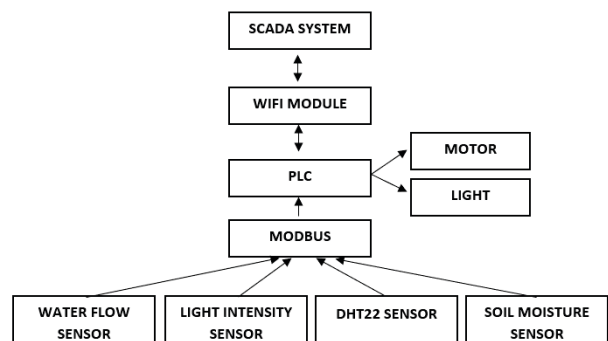 SCADA SYSTEM
WIFI MODULE
MOTOR
PLC
LIGHT
MODBUS
WATER FLOW
SENSOR
LIGHT INTENSITY
SENSOR
DHT22 SENSOR
SOIL MOISTURE
SENSOR